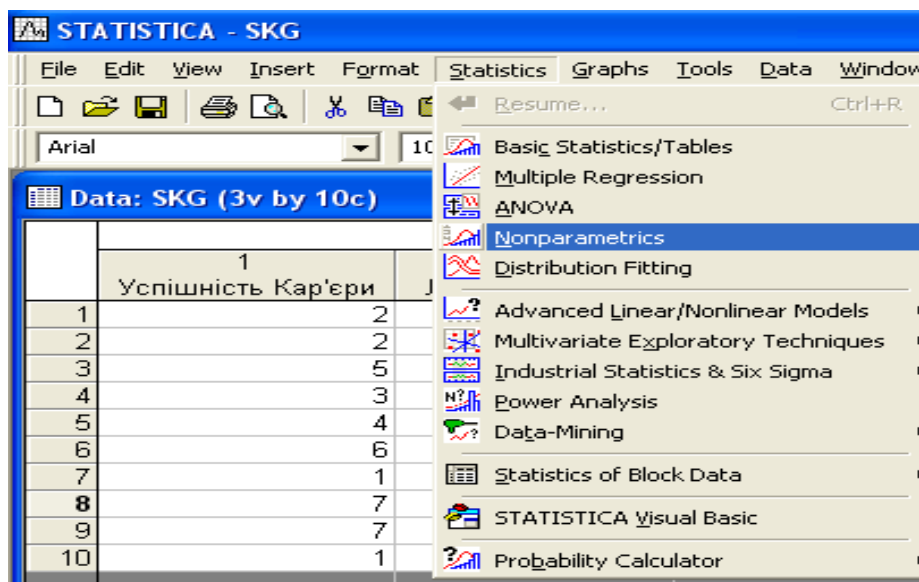 STATISTICA - SKG
File Edit View Insert Format Statistics Graphs Tools Data Window
Resume... Ctrl+R
Arial 10
Basic Statistics/Tables
Multiple Regression
Data: SKG (3v by 10c)
ANOVA
Nonparametrics
1
Успішність Кар'єри
Distribution Fitting
1 2
Advanced Linear/Nonlinear Models
2 2
Multivariate Exploratory Techniques
3 5
Industrial Statistics & Six Sigma
4 3
Power Analysis
5 4
Data-Mining
6 6
7 1
Statistics of Block Data
8 7
STATISTICA Visual Basic
9 7
10 1
Probability Calculator